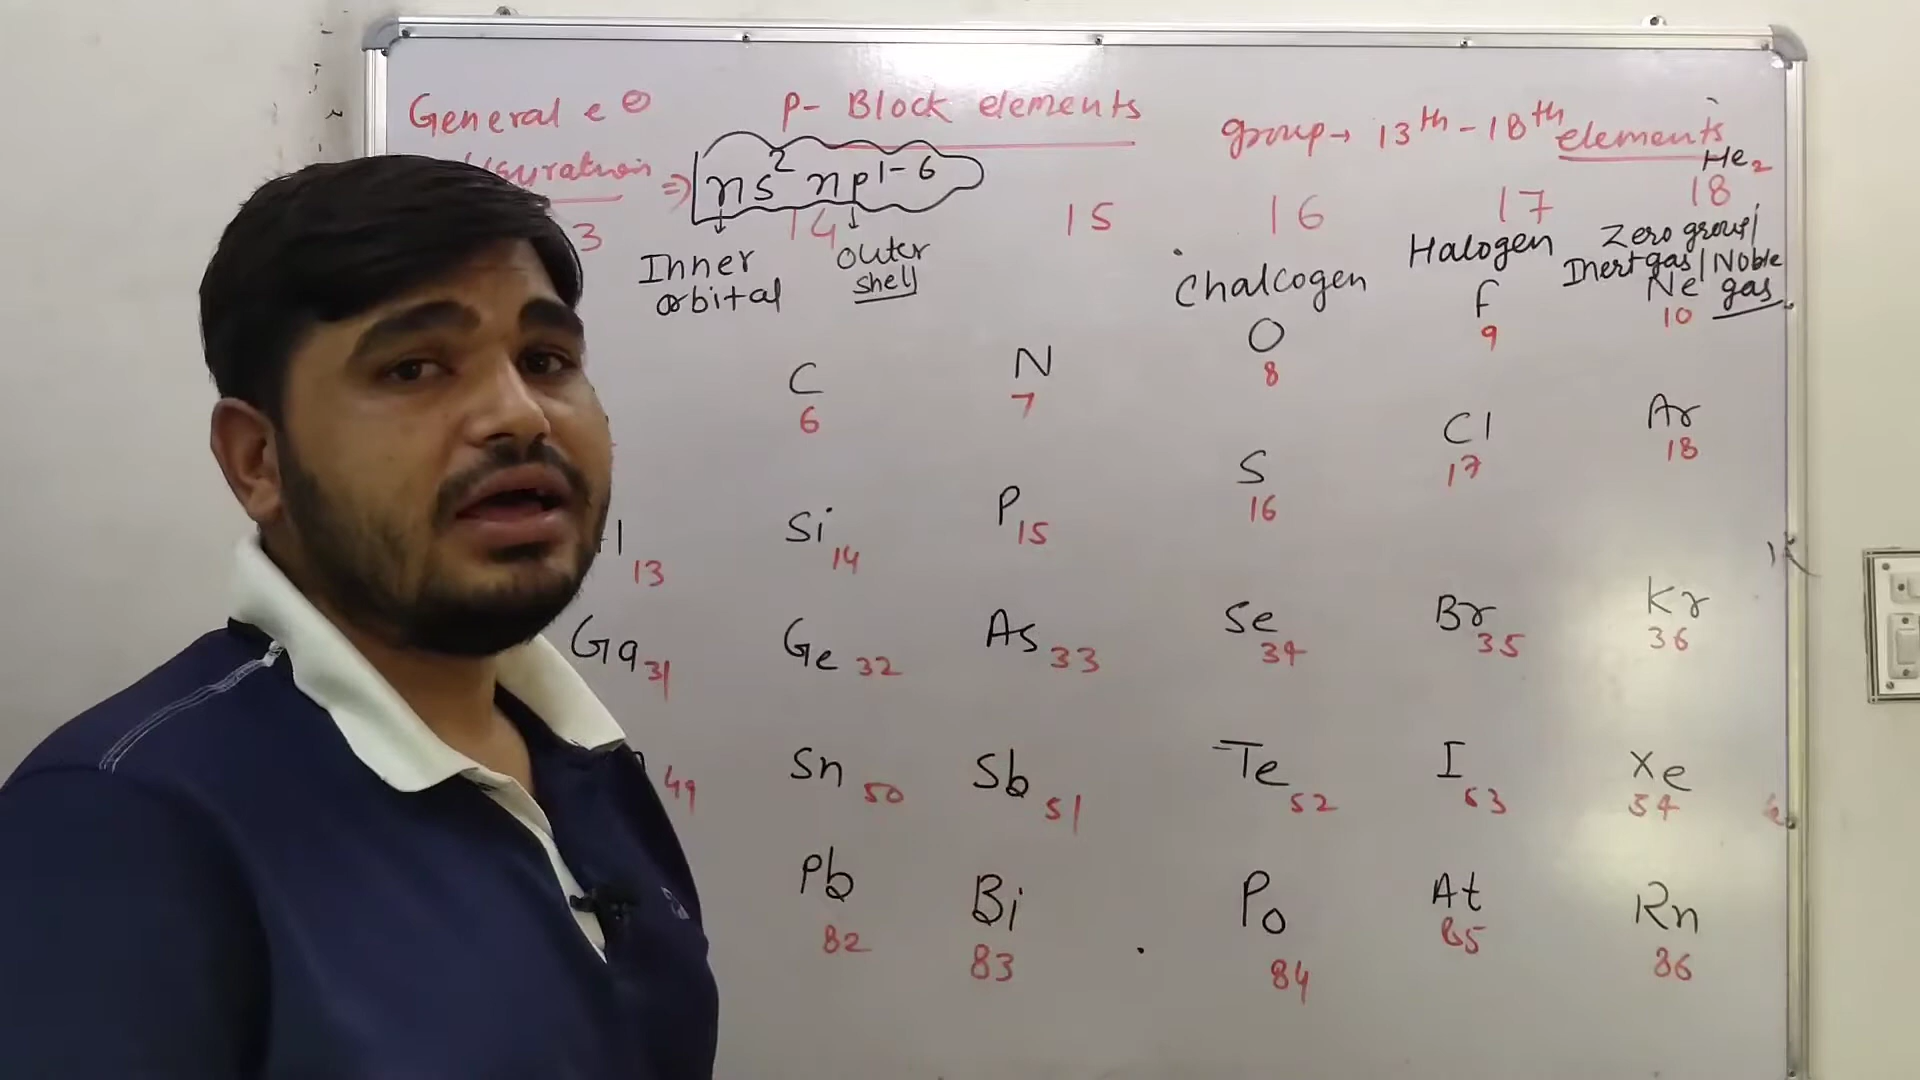 General e⊖ P- Block elements group→ 13th - 18th elements
⇒ ns² np¹⁻⁶ He₂
3 14 15 16 17 18
Inner orbital outer shell Chalcogen Halogen Zero group/ Inert gas/ Noble gas
C 6 N 7 O 8 F 9 Ne 10
13 Si 14 P 15 S 16 Cl 17 Ar 18
Ga 31 Ge 32 As 33 Se 34 Br 35 Kr 36
49 Sn 50 Sb 51 Te 52 I 53 Xe 54
Pb 82 Bi 83 Po 84 At 85 Rn 86